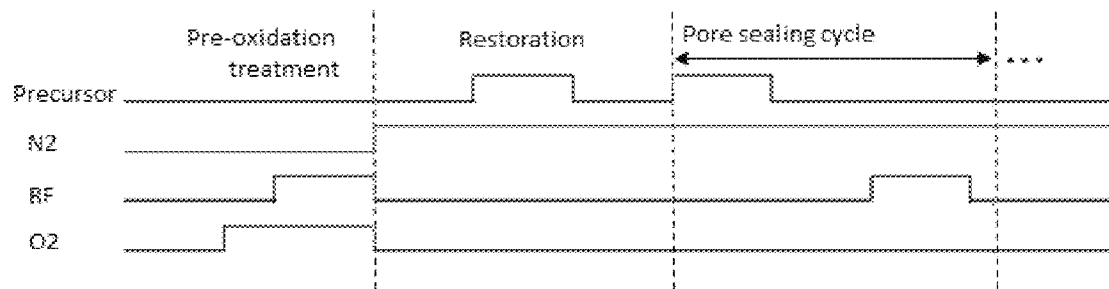 Pre-oxidation
treatment
Restoration
Pore sealing cycle
...
Precursor
N2
RF
O2